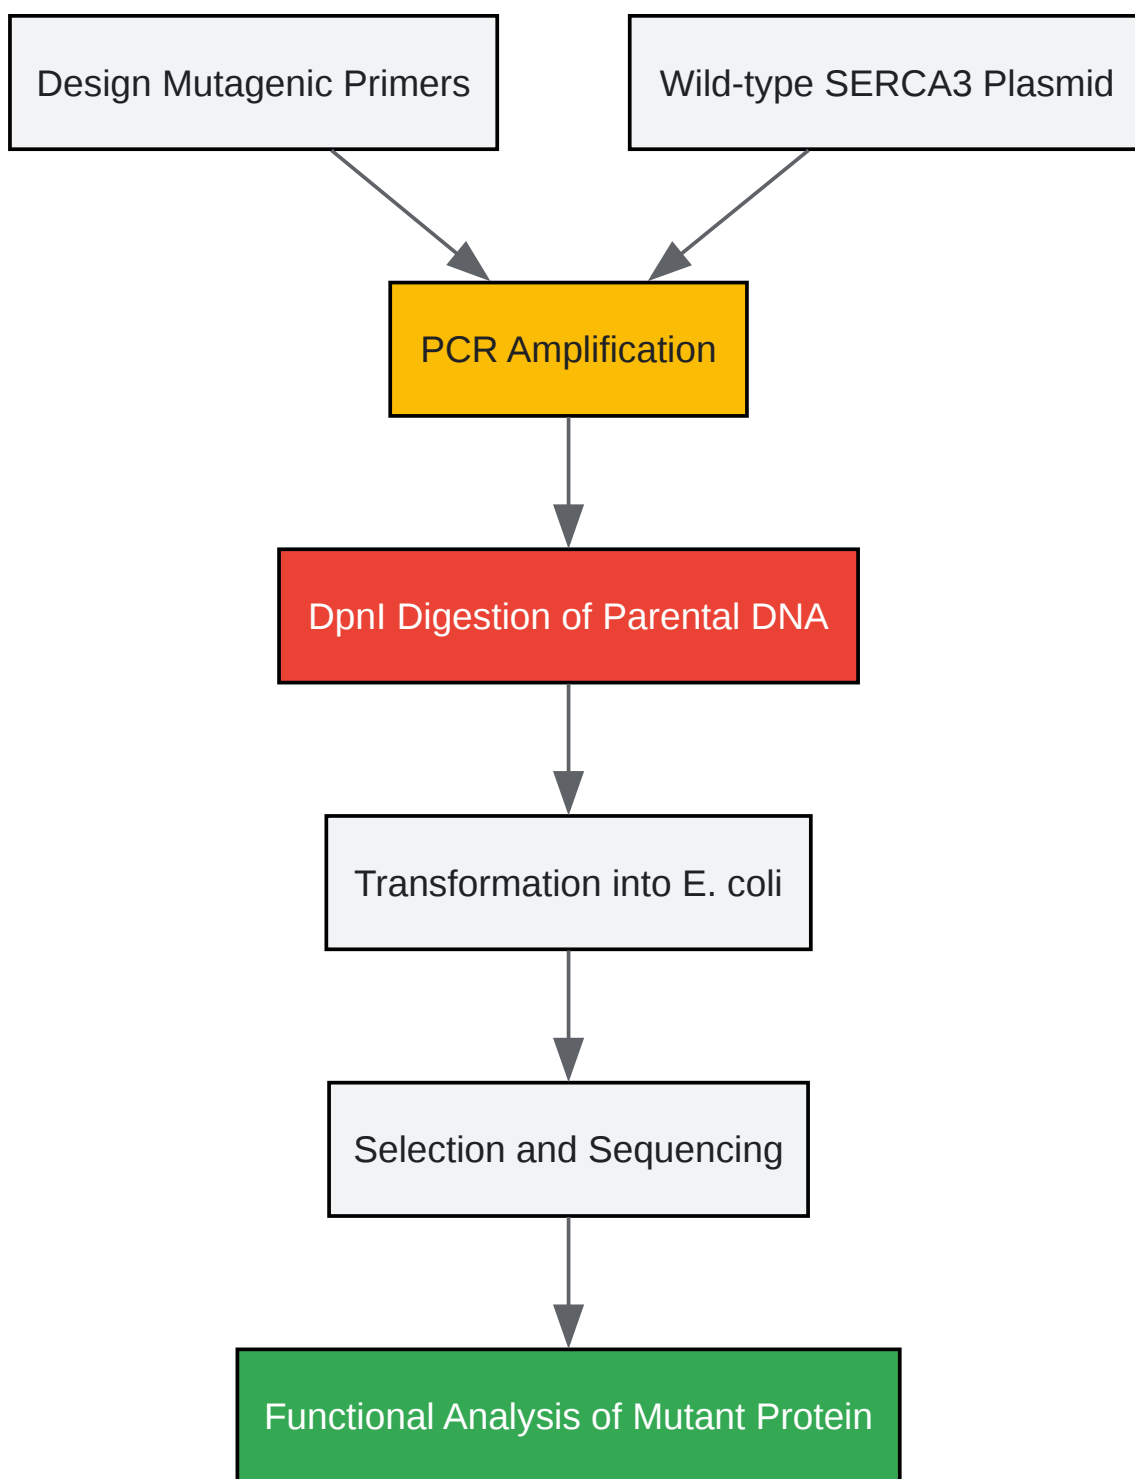 Design Mutagenic Primers
Wild-type SERCA3 Plasmid
PCR Amplification
DpnI Digestion of Parental DNA
Transformation into E. coli
Selection and Sequencing
Functional Analysis of Mutant Protein